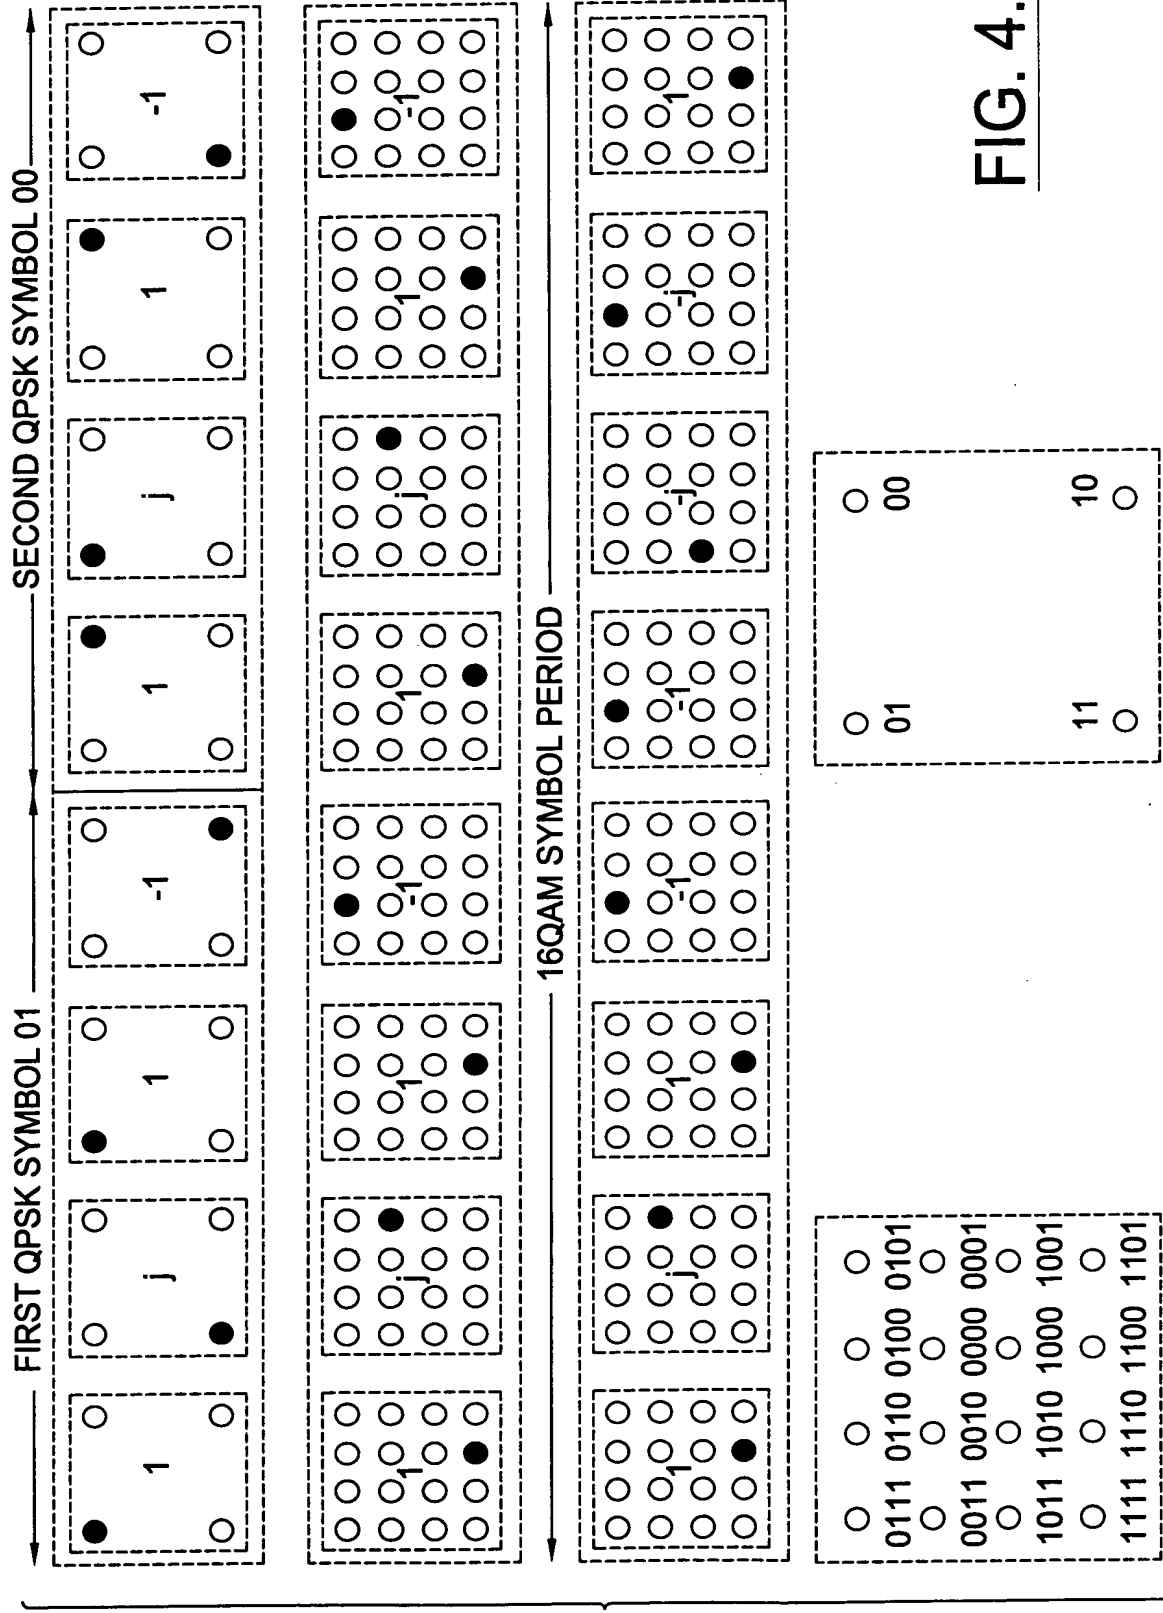 FIRST QPSK SYMBOL 01
SECOND QPSK SYMBOL 00
1 j 1 -1 1 j 1 -1
1 j 1 -1 1 j 1 -1
16QAM SYMBOL PERIOD
1 j 1 -1 -1 -j -j 1
0111 0110 0100 0101
0011 0010 0000 0001
1011 1010 1000 1001
1111 1110 1100 1101
01 00
11 10
FIG. 4.